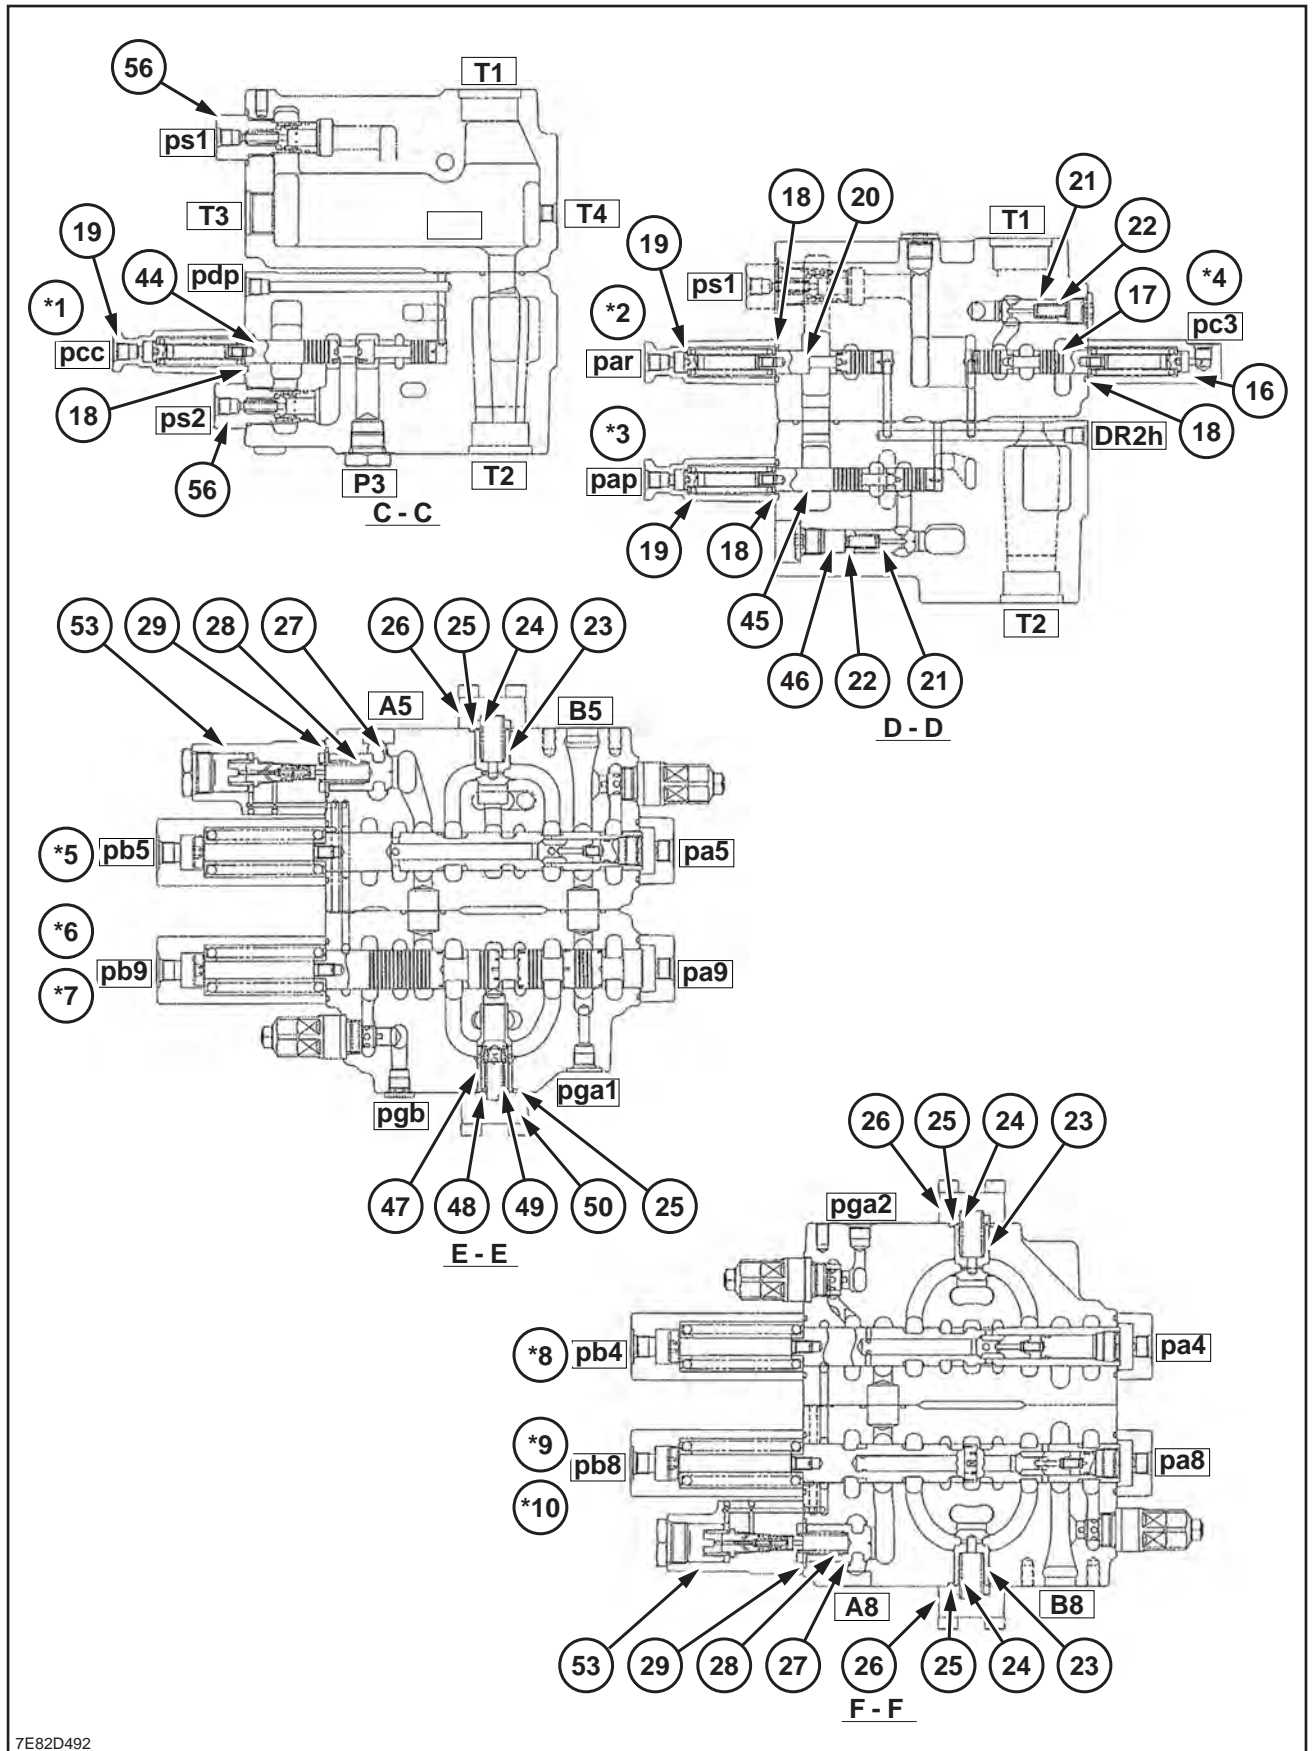 56
T1
ps1
T3
T4
19
44
pdp
*1
pcc
18
ps2
56
P3
T2
C - C
18
20
21
T1
22
19
ps1
*4
17
*2
pc3
par
16
*3
DR2h
18
pap
19
18
45
T2
46
22
21
D - D
53
29
28
27
26
25
24
23
A5
B5
*5
pb5
pa5
*6
pb9
pa9
*7
pga1
pgb
47
48
49
50
25
E - E
26
25
24
23
pga2
*8
pb4
pa4
*9
pb8
pa8
*10
A8
B8
53
29
28
27
26
25
24
23
F - F
7E82D492